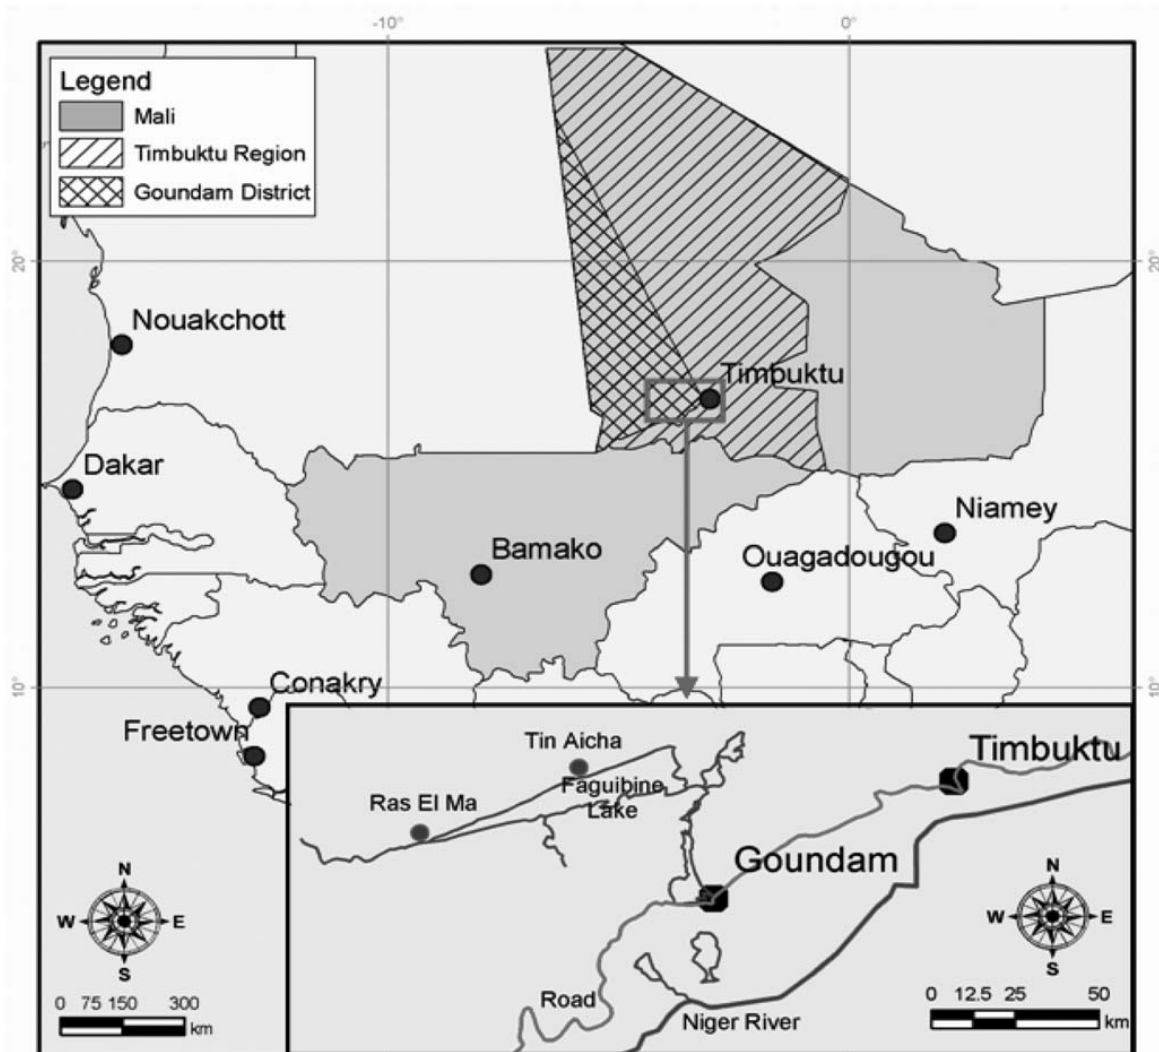 -10°
0°
Legend
Mali
Timbuktu Region
Goundam District
20°
20°
Nouakchott
Timbuktu
Dakar
Niamey
Bamako
Ouagadougou
10°
10°
Conakry
Freetown
Tin Aicha
Timbuktu
Faguibine
Lake
Ras El Ma
Goundam
N
W
E
S
N
W
E
S
0 75 150 300
km
Road
Niger River
0 12.5 25 50
km